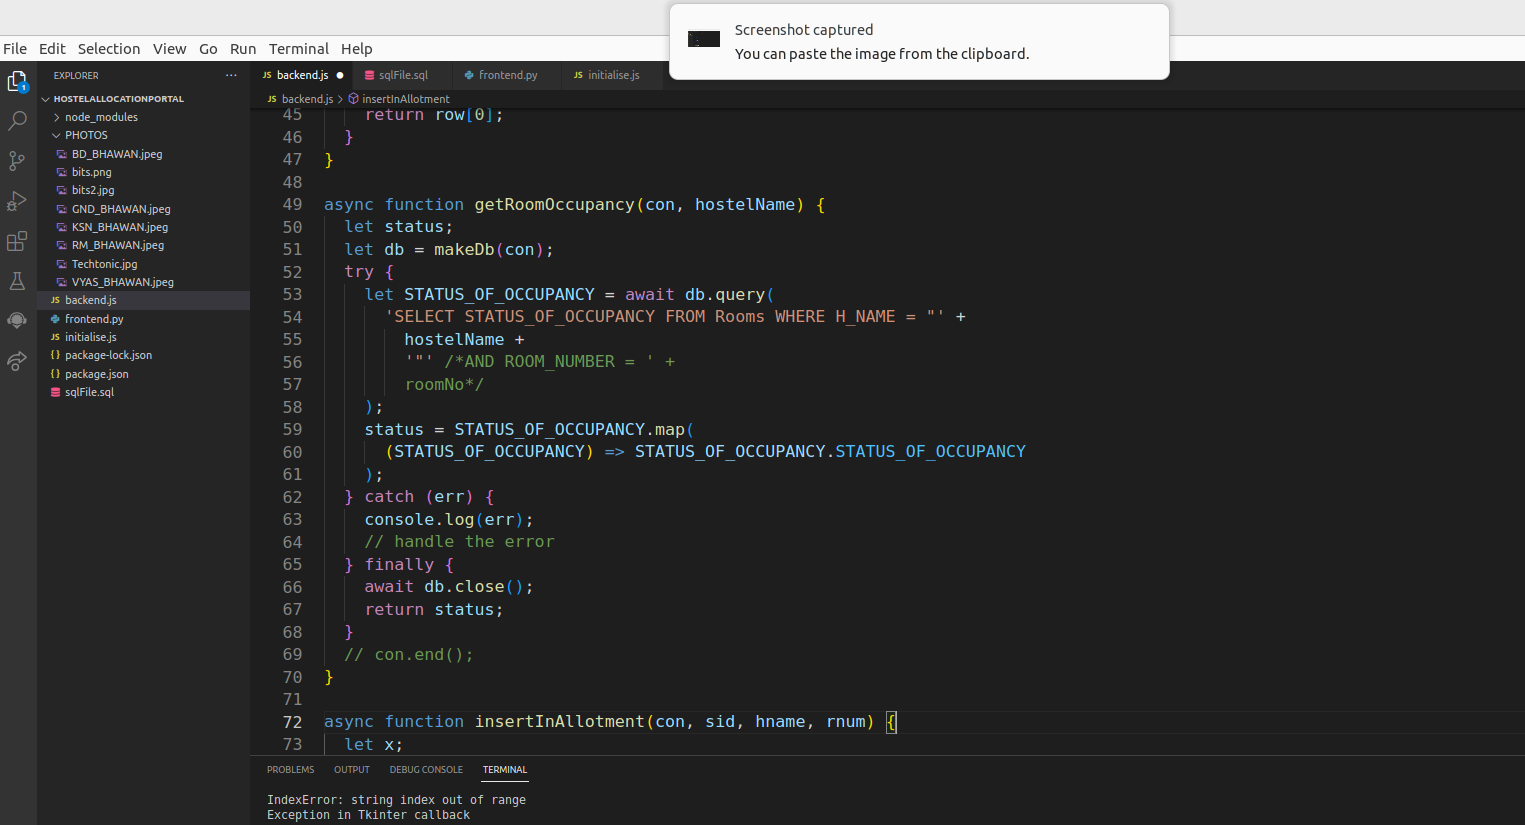 Screenshot captured
You can paste the image from the clipboard.
File Edit Selection View Go Run Terminal Help
1
EXPLORER ...
HOSTELALLOCATIONPORTAL
node_modules
PHOTOS
BD_BHAWAN.jpeg
bits.png
bits2.jpg
GND_BHAWAN.jpeg
KSN_BHAWAN.jpeg
RM_BHAWAN.jpeg
Techtonic.jpg
VYAS_BHAWAN.jpeg
JS backend.js
frontend.py
JS initialise.js
{} package-lock.json
{} package.json
sqlFile.sql
JS backend.js ● sqlFile.sql frontend.py JS initialise.js
JS backend.js > insertInAllotment
45 return row[0];
46 }
47 }
48
49 async function getRoomOccupancy(con, hostelName) {
50 let status;
51 let db = makeDb(con);
52 try {
53 let STATUS_OF_OCCUPANCY = await db.query(
54 'SELECT STATUS_OF_OCCUPANCY FROM Rooms WHERE H_NAME = "' +
55 hostelName +
56 '"' /*AND ROOM_NUMBER = ' +
57 roomNo*/
58 );
59 status = STATUS_OF_OCCUPANCY.map(
60 (STATUS_OF_OCCUPANCY) => STATUS_OF_OCCUPANCY.STATUS_OF_OCCUPANCY
61 );
62 } catch (err) {
63 console.log(err);
64 // handle the error
65 } finally {
66 await db.close();
67 return status;
68 }
69 // con.end();
70 }
71
72 async function insertInAllotment(con, sid, hname, rnum) {
73 let x;
PROBLEMS OUTPUT DEBUG CONSOLE TERMINAL
IndexError: string index out of range
Exception in Tkinter callback